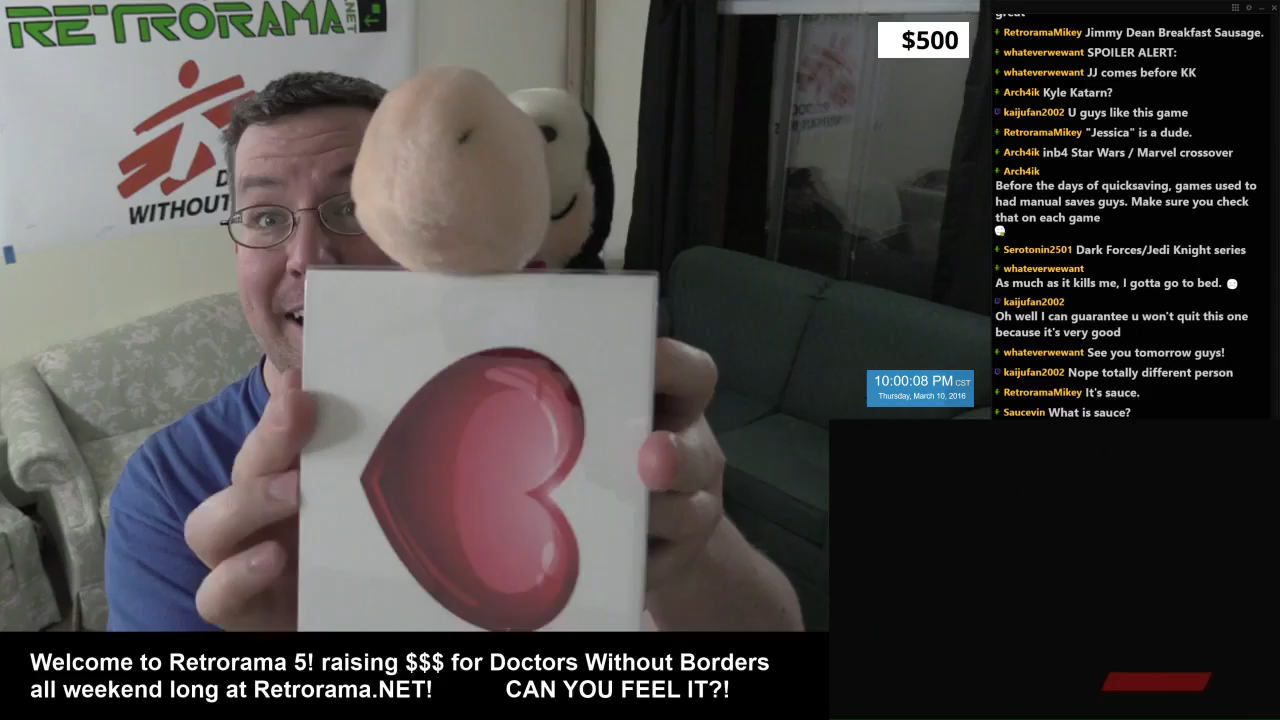 RETRORAMA
.NET
D
WITHOUT
$500
great
RetroramaMikey Jimmy Dean Breakfast Sausage.
whateverwewant SPOILER ALERT:
whateverwewant JJ comes before KK
Arch4ik Kyle Katarn?
kaijufan2002 U guys like this game
RetroramaMikey "Jessica" is a dude.
Arch4ik inb4 Star Wars / Marvel crossover
Arch4ik
Before the days of quicksaving, games used to
had manual saves guys. Make sure you check
that on each game
Serotonin2501 Dark Forces/Jedi Knight series
whateverwewant
As much as it kills me, I gotta go to bed.
kaijufan2002
Oh well I can guarantee u won't quit this one
because it's very good
whateverwewant See you tomorrow guys!
kaijufan2002 Nope totally different person
RetroramaMikey It's sauce.
Saucevin What is sauce?
10:00:08 PM CST
Thursday, March 10, 2016
Welcome to Retrorama 5! raising $$$ for Doctors Without Borders
all weekend long at Retrorama.NET! CAN YOU FEEL IT?!